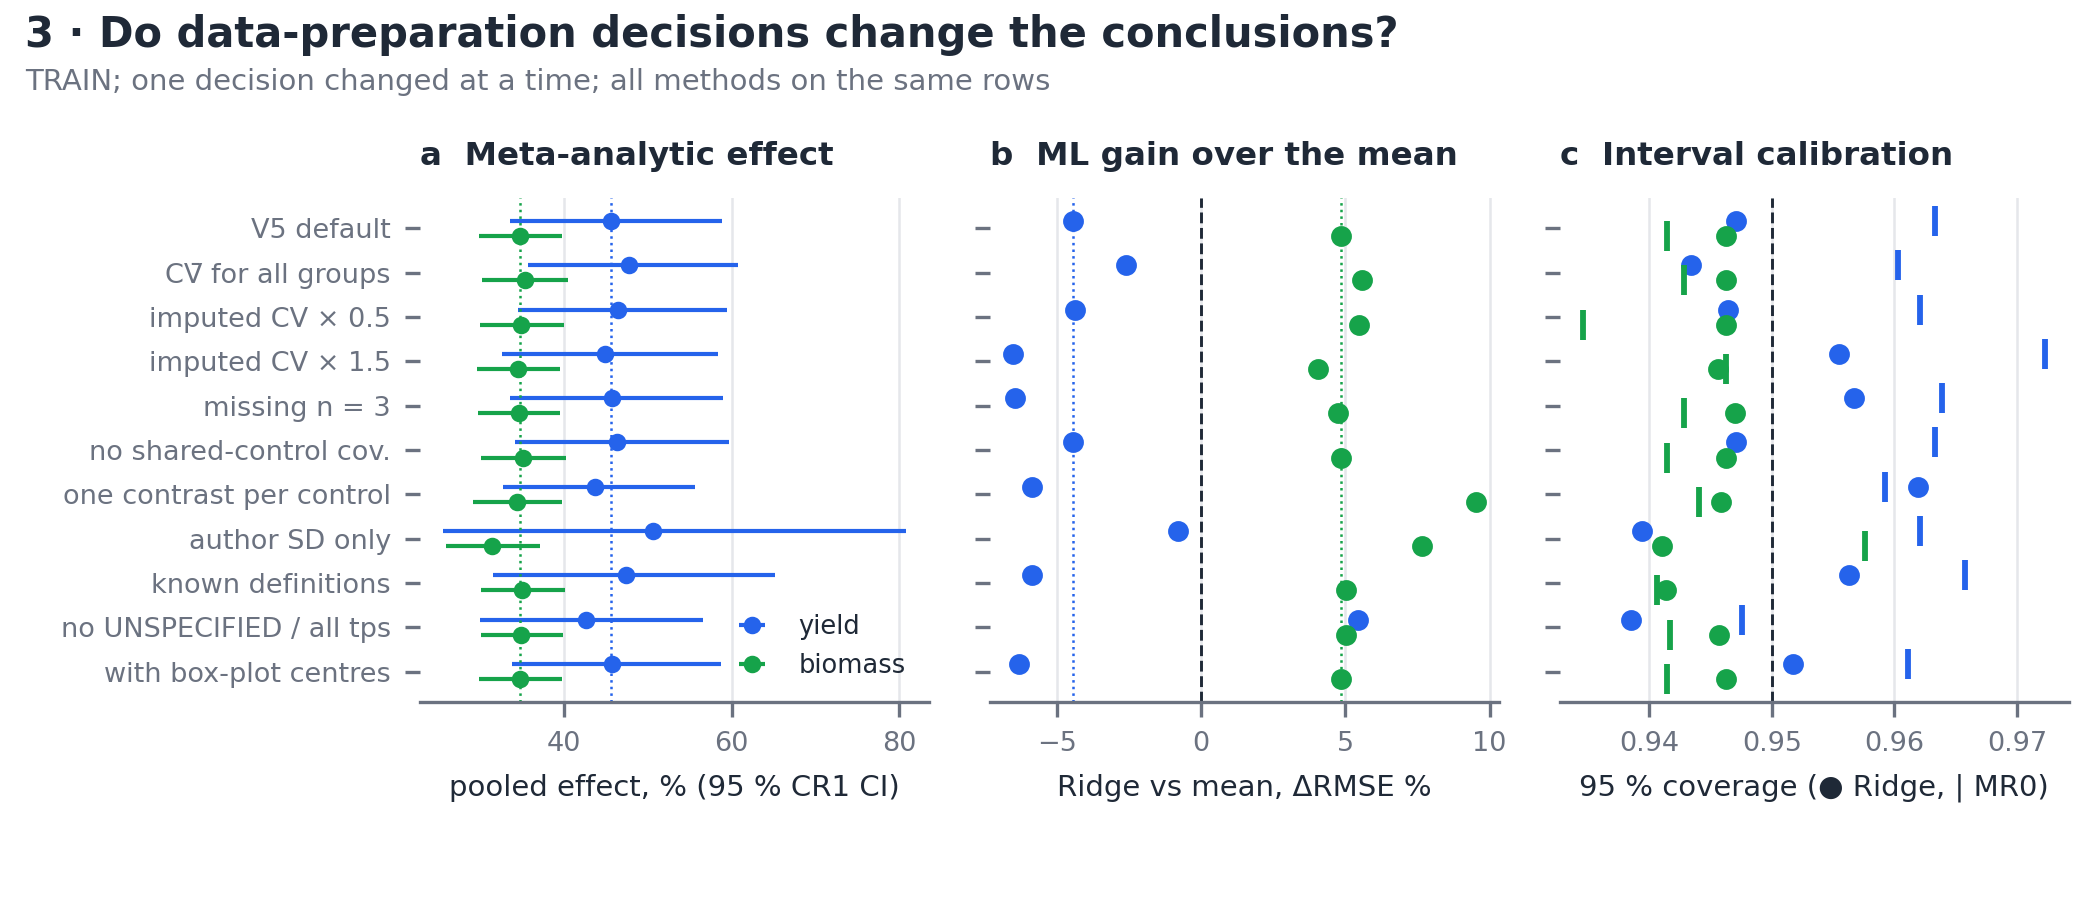 3 · Do data-preparation decisions change the conclusions?
TRAIN; one decision changed at a time; all methods on the same rows
a Meta-analytic effect
b ML gain over the mean
c Interval calibration
V5 default
CV̄ for all groups
imputed CV × 0.5
imputed CV × 1.5
missing n = 3
no shared-control cov.
one contrast per control
author SD only
known definitions
no UNSPECIFIED / all tps
with box-plot centres
yield
biomass
40 60 80
−5 0 5 10
0.94 0.95 0.96 0.97
pooled effect, % (95 % CR1 CI)
Ridge vs mean, ΔRMSE %
95 % coverage (● Ridge, | MR0)